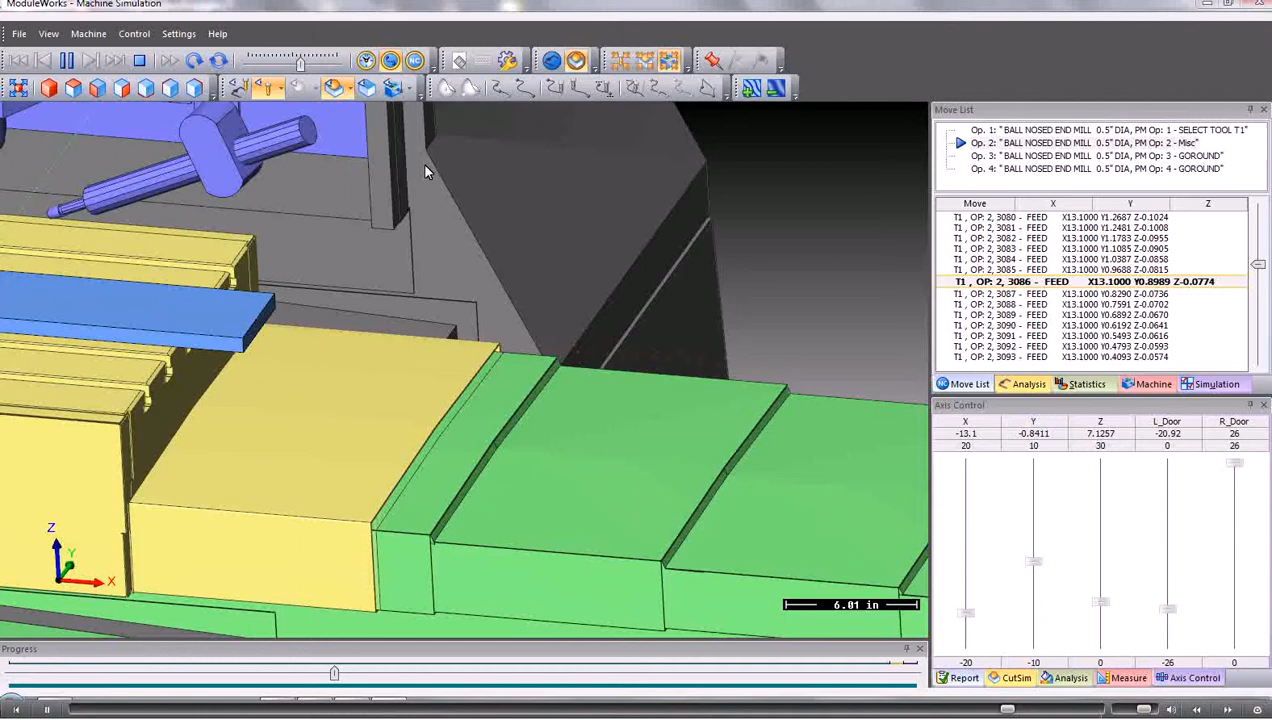 ModuleWorks - Machine Simulation
File View Machine Control Settings Help
NC
Move List
Op. 1: " BALL NOSED END MILL 0.5" DIA, PM Op: 1 - SELECT TOOL T1"
Op. 2: " BALL NOSED END MILL 0.5" DIA, PM Op: 2 - Misc"
Op. 3: " BALL NOSED END MILL 0.5" DIA, PM Op: 3 - GOROUND"
Op. 4: " BALL NOSED END MILL 0.5" DIA, PM Op: 4 - GOROUND"
Move X Y Z
T1 , OP: 2, 3080 - FEED X13.1000 Y1.2687 Z-0.1024
T1 , OP: 2, 3081 - FEED X13.1000 Y1.2481 Z-0.1008
T1 , OP: 2, 3082 - FEED X13.1000 Y1.1783 Z-0.0955
T1 , OP: 2, 3083 - FEED X13.1000 Y1.1085 Z-0.0905
T1 , OP: 2, 3084 - FEED X13.1000 Y1.0387 Z-0.0858
T1 , OP: 2, 3085 - FEED X13.1000 Y0.9688 Z-0.0815
T1 , OP: 2, 3086 - FEED X13.1000 Y0.8989 Z-0.0774
T1 , OP: 2, 3087 - FEED X13.1000 Y0.8290 Z-0.0736
T1 , OP: 2, 3088 - FEED X13.1000 Y0.7591 Z-0.0702
T1 , OP: 2, 3089 - FEED X13.1000 Y0.6892 Z-0.0670
T1 , OP: 2, 3090 - FEED X13.1000 Y0.6192 Z-0.0641
T1 , OP: 2, 3091 - FEED X13.1000 Y0.5493 Z-0.0616
T1 , OP: 2, 3092 - FEED X13.1000 Y0.4793 Z-0.0593
T1 , OP: 2, 3093 - FEED X13.1000 Y0.4093 Z-0.0574
NC Move List Analysis Statistics Machine Simulation
Axis Control
X Y Z L_Door R_Door
-13.1 -0.8411 7.1257 -20.92 26
20 10 30 0 26
-20 -10 0 -26 0
Z
Y
X
6.01 in
Progress
Report CutSim Analysis Measure Axis Control